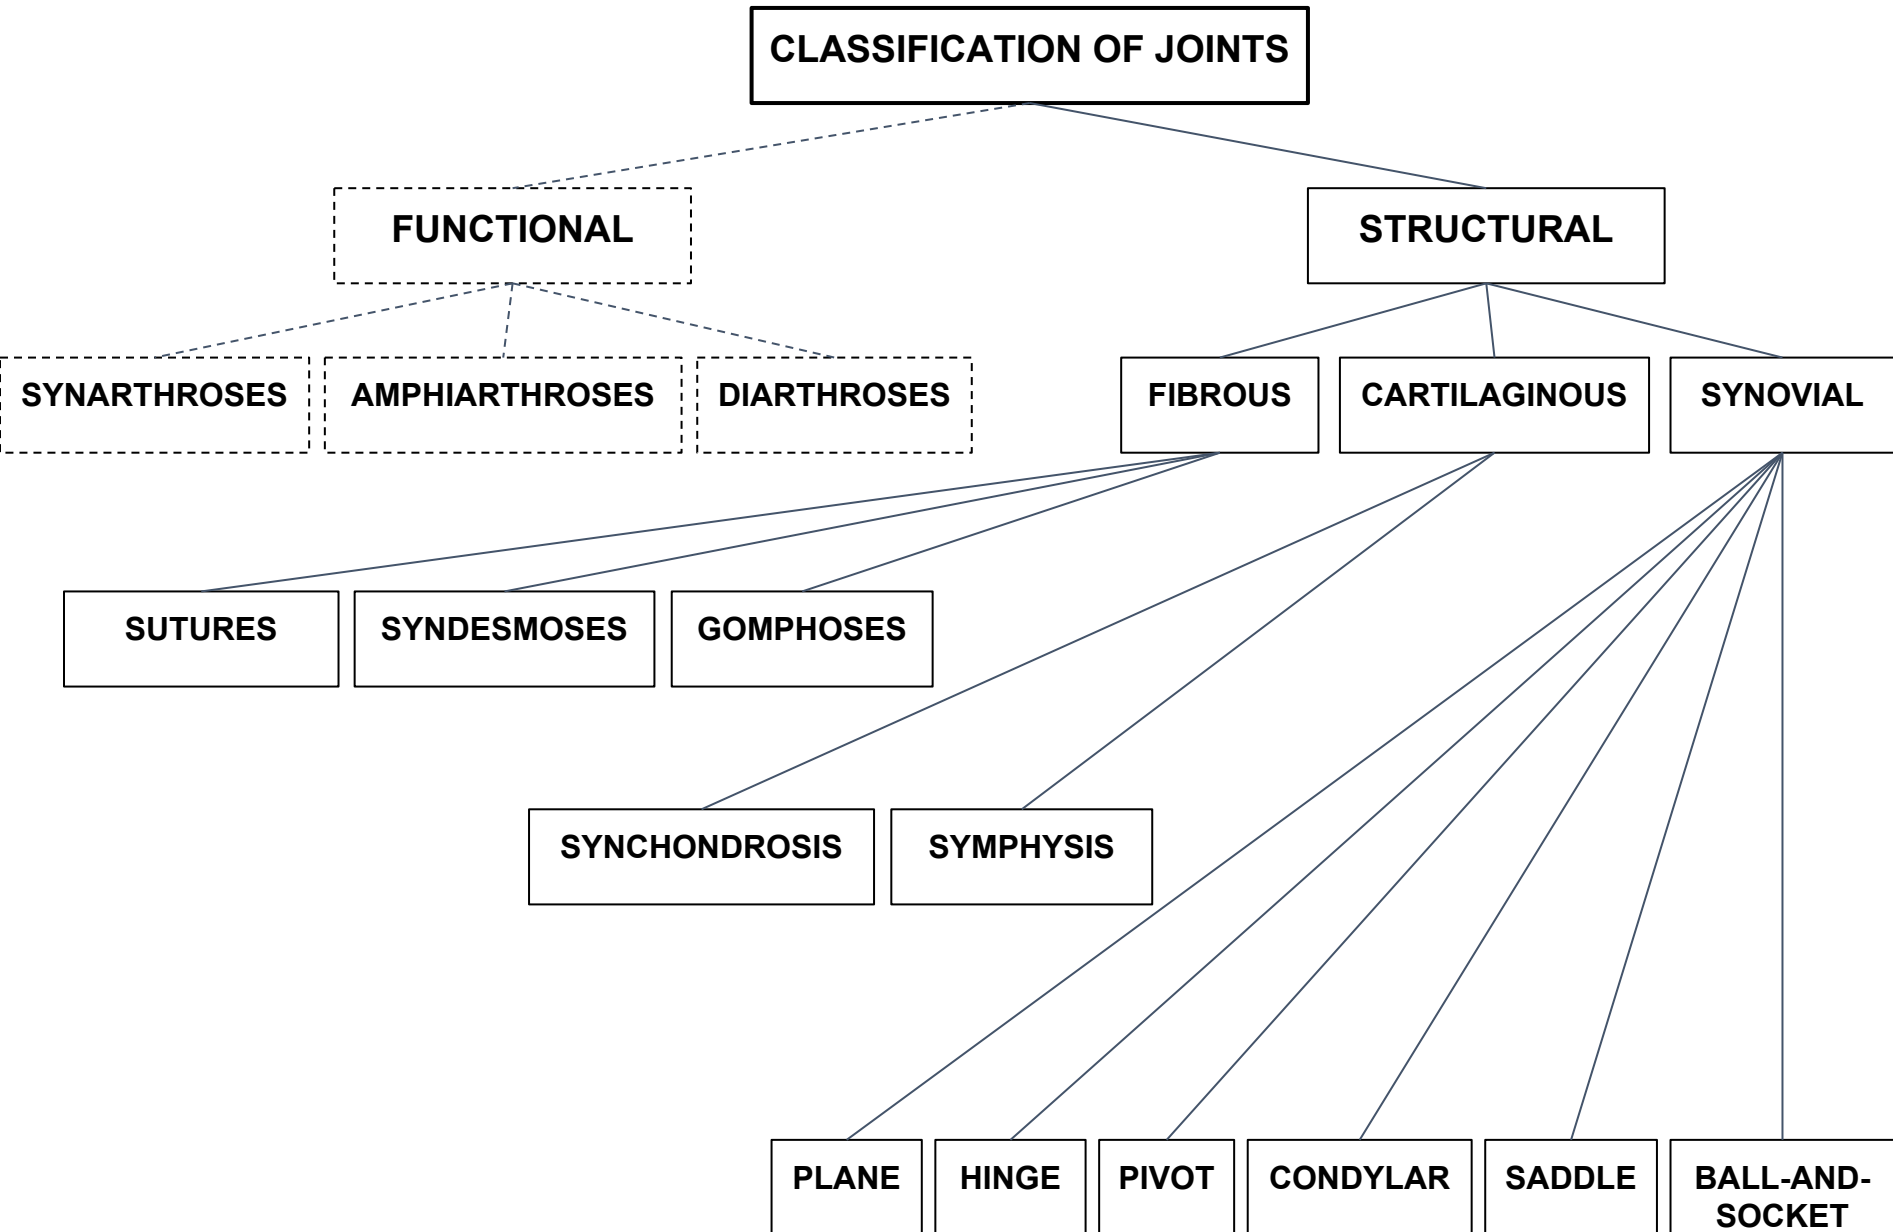 CLASSIFICATION OF JOINTS
FUNCTIONAL
STRUCTURAL
SYNARTHROSES
AMPHIARTHROSES
DIARTHROSES
FIBROUS
CARTILAGINOUS
SYNOVIAL
SUTURES
SYNDESMOSES
GOMPHOSES
SYNCHONDROSIS
SYMPHYSIS
PLANE
HINGE
PIVOT
CONDYLAR
SADDLE
BALL-AND-
SOCKET